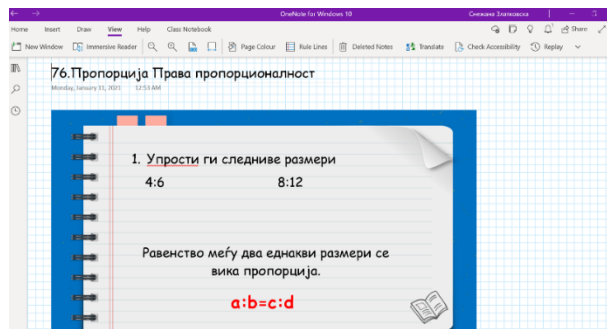 OneNote for Windows 10
Снежана Златковска
Home Insert Draw View Help Class Notebook
Share
New Window Immersive Reader Page Colour Rule Lines Deleted Notes Translate Check Accessibility Replay
76.Пропорција Права пропорционалност
Monday, January 11, 2021 12:53 AM
1. Упрости ги следниве размери
4:6 8:12
Равенство меѓу два еднакви размери се
вика пропорција.
a:b=c:d